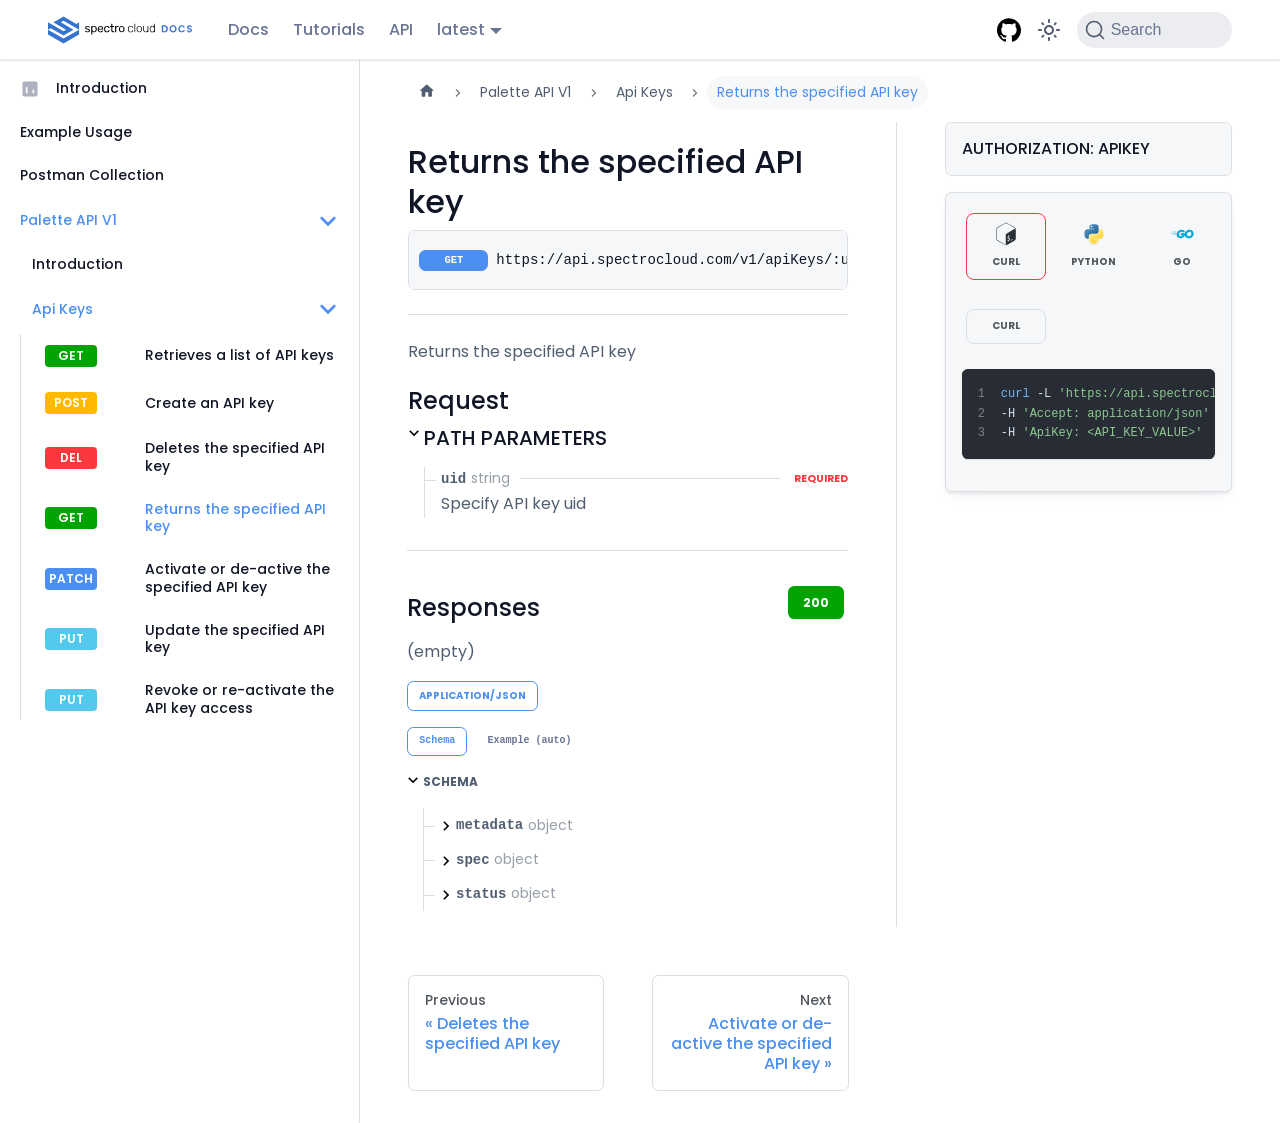 spectro cloud DOCS
Docs
Tutorials
API
latest
Search
Introduction
Example Usage
Postman Collection
Palette API V1
Introduction
Api Keys
GET Retrieves a list of API keys
POST Create an API key
DEL Deletes the specified API
key
GET Returns the specified API
key
PATCH Activate or de-active the
specified API key
PUT Update the specified API
key
PUT Revoke or re-activate the
API key access
Palette API V1
Api Keys
Returns the specified API key
Returns the specified API
key
GET https://api.spectrocloud.com/v1/apiKeys/:u
Returns the specified API key
Request
PATH PARAMETERS
uid string REQUIRED
Specify API key uid
Responses
200
(empty)
APPLICATION/JSON
Schema
Example (auto)
SCHEMA
metadata object
spec object
status object
Previous
« Deletes the
specified API key
Next
Activate or de-
active the specified
API key »
AUTHORIZATION: APIKEY
CURL
PYTHON
GO
GO
CURL
1 curl -L 'https://api.spectrocl
2 -H 'Accept: application/json'
3 -H 'ApiKey: <API_KEY_VALUE>'